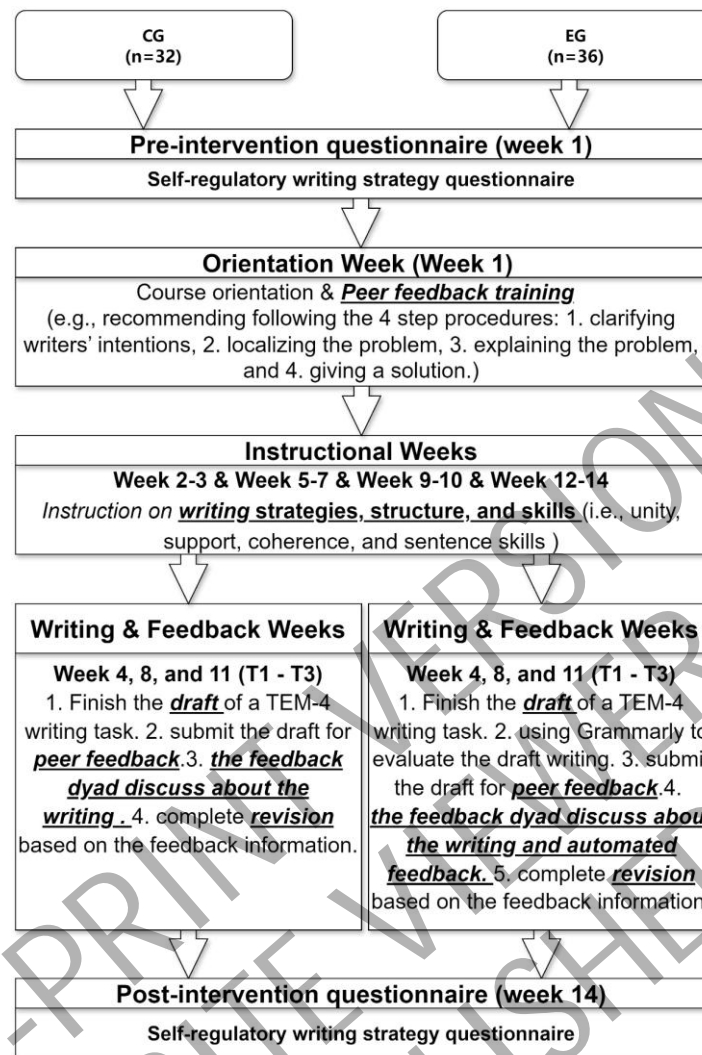 CG
(n=32)
EG
(n=36)
Pre-intervention questionnaire (week 1)
Self-regulatory writing strategy questionnaire
Orientation Week (Week 1)
Course orientation & Peer feedback training
(e.g., recommending following the 4 step procedures: 1. clarifying
writers' intentions, 2. localizing the problem, 3. explaining the problem,
and 4. giving a solution.)
Instructional Weeks
Week 2-3 & Week 5-7 & Week 9-10 & Week 12-14
Instruction on writing strategies, structure, and skills (i.e., unity,
support, coherence, and sentence skills )
Writing & Feedback Weeks
Week 4, 8, and 11 (T1 - T3)
1. Finish the draft of a TEM-4
writing task. 2. submit the draft for
peer feedback.3. the feedback
dyad discuss about the
writing . 4. complete revision
based on the feedback information.
Writing & Feedback Weeks
Week 4, 8, and 11 (T1 - T3)
1. Finish the draft of a TEM-4
writing task. 2. using Grammarly to
evaluate the draft writing. 3. submi
the draft for peer feedback.4.
the feedback dyad discuss abou
the writing and automated
feedback. 5. complete revision
based on the feedback information
Post-intervention questionnaire (week 14)
Self-regulatory writing strategy questionnaire
-PRINT VERSION
VIEWER